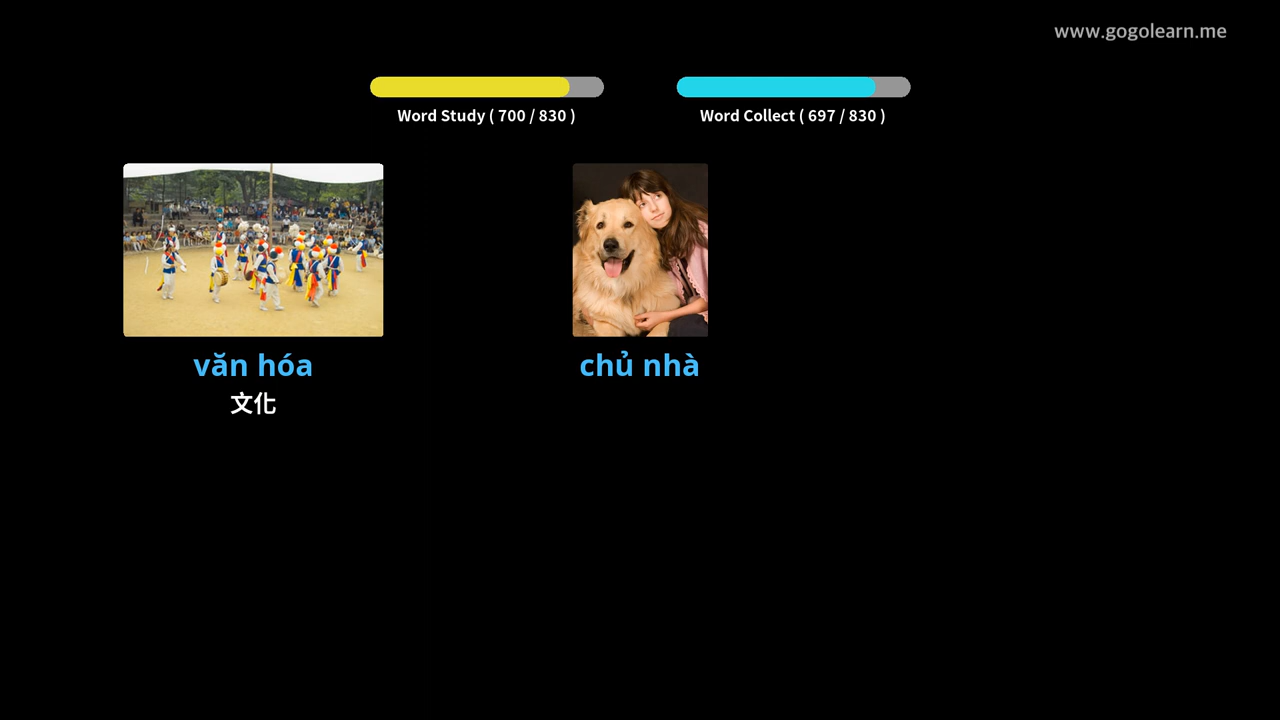 www.gogolearn.me
Word Study ( 700 / 830 )
Word Collect ( 697 / 830 )
văn hóa
文化
chủ nhà